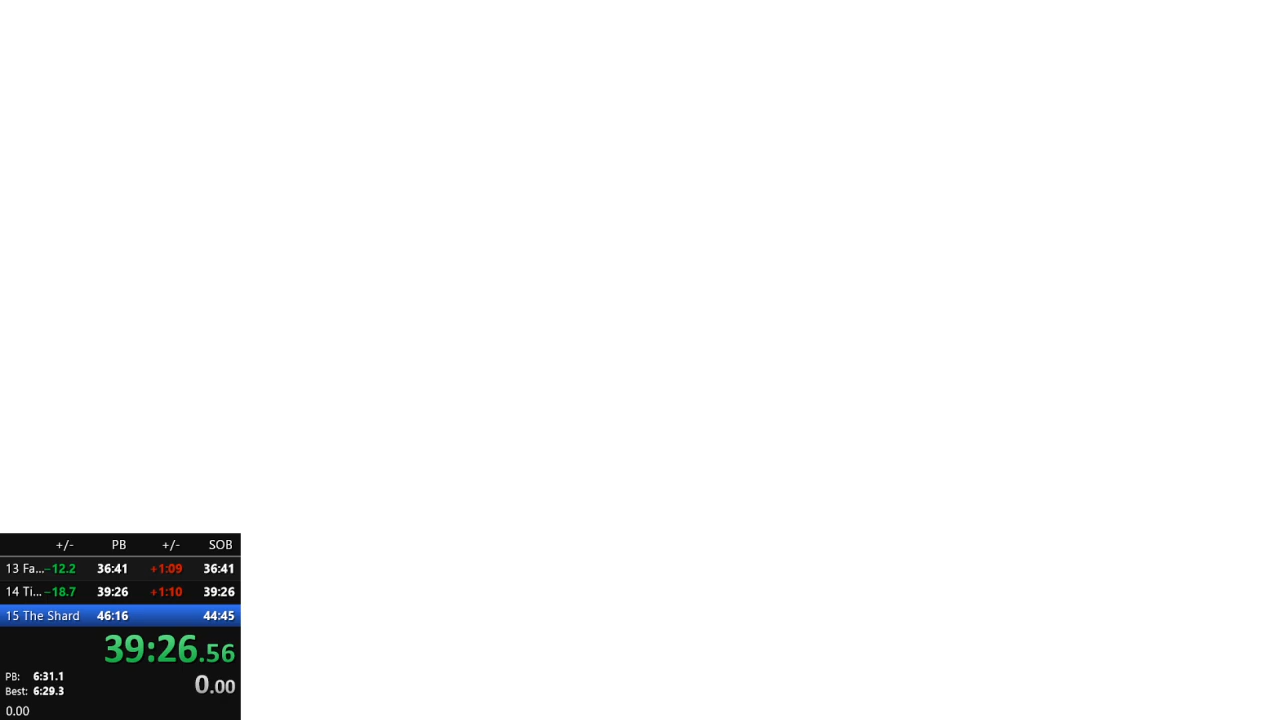 +/- PB +/- SOB
13 Fa... −12.2 36:41 +1:09 36:41
14 Ti... −18.7 39:26 +1:10 39:26
15 The Shard 46:16 44:45
39:26.56
PB: 6:31.1 0.00
Best: 6:29.3
0.00